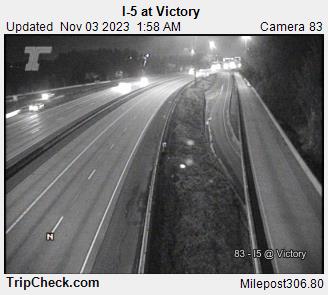 I-5 at Victory
Updated Nov 03 2023 1:58 AM Camera 83
T
N
83 - I5 @ Victory
TripCheck.com Milepost306.80